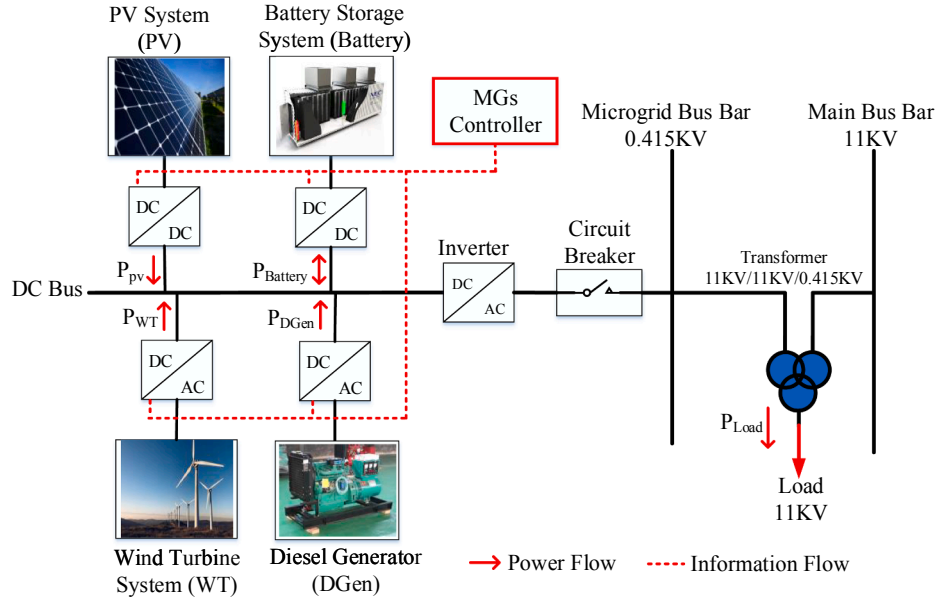 PV System
(PV)
Battery Storage
System (Battery)
MGs
Controller
Microgrid Bus Bar
0.415KV
Main Bus Bar
11KV
DC
DC
DC
DC
Ppv
PBattery
Inverter
Circuit
Breaker
Transformer
11KV/11KV/0.415KV
DC Bus
DC
AC
PWT
PDGen
DC
AC
DC
AC
PLoad
Load
11KV
Wind Turbine
System (WT)
Diesel Generator
(DGen)
Power Flow
Information Flow